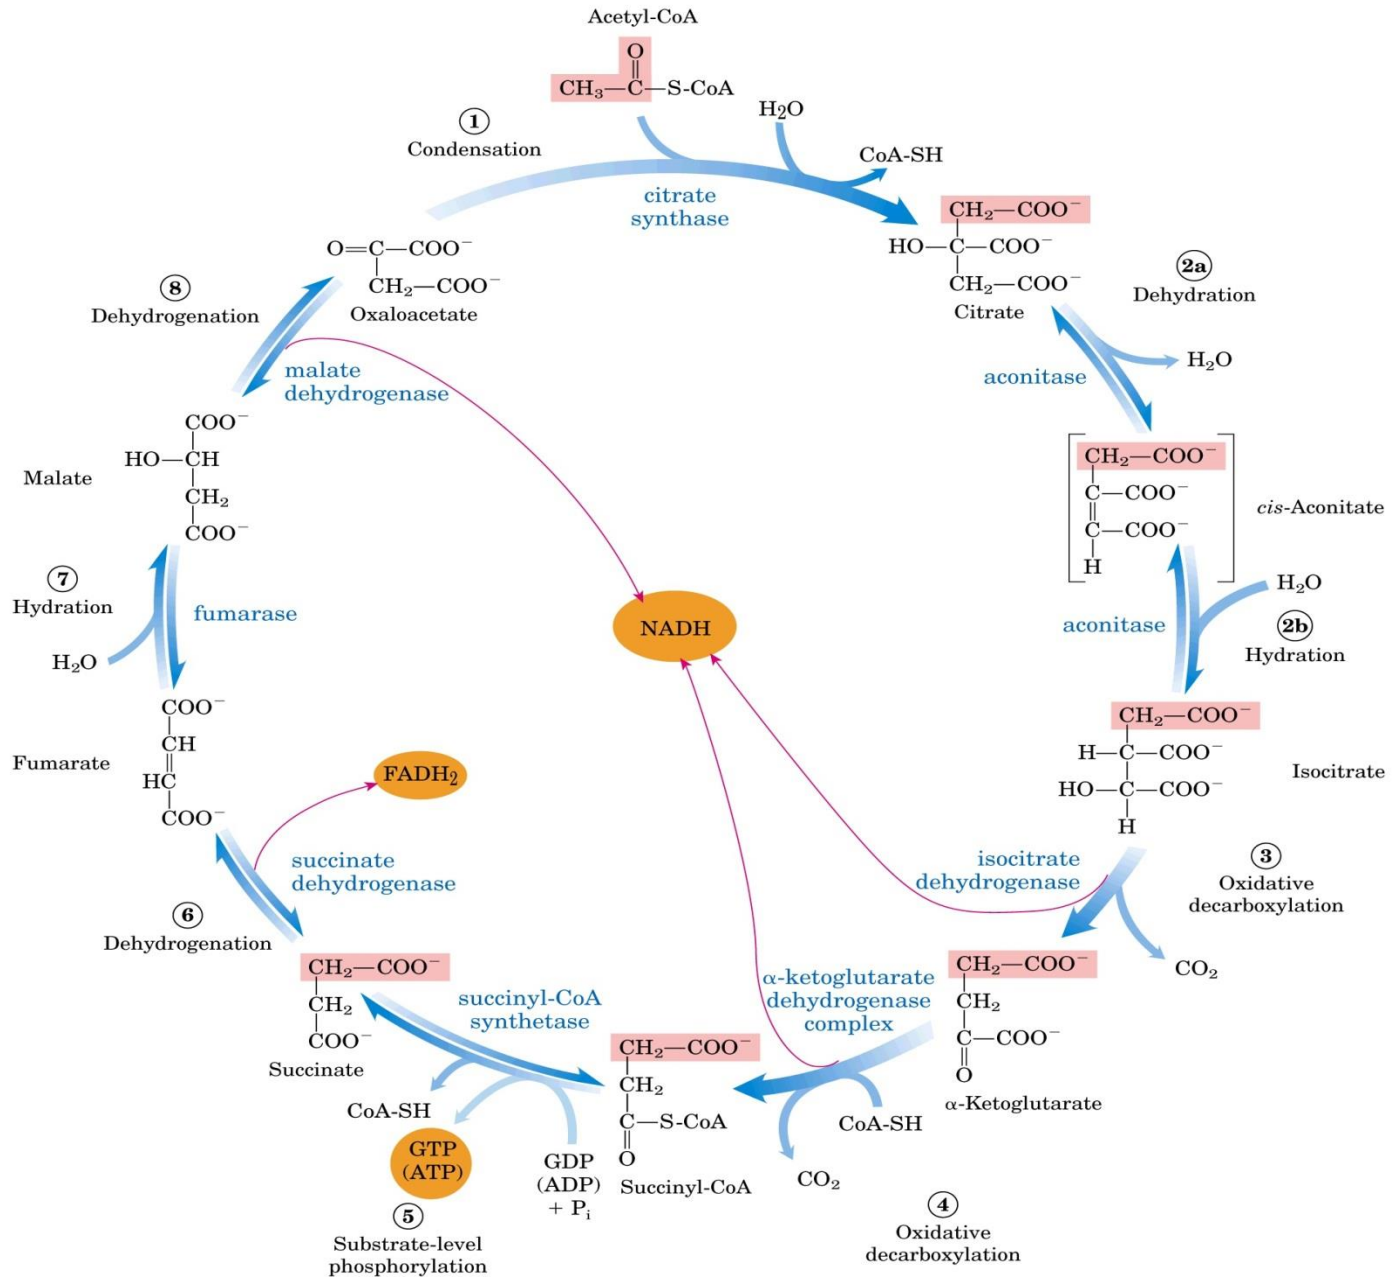 Acetyl-CoA
O
CH₃—C—S-CoA
H₂O
① 
Condensation
CoA-SH
citrate
synthase
CH₂—COO⁻
HO—C—COO⁻
CH₂—COO⁻
Citrate
O=C—COO⁻
CH₂—COO⁻
Oxaloacetate
2a
Dehydration
H₂O
aconitase
⑧
Dehydrogenation
malate
dehydrogenase
CH₂—COO⁻
C—COO⁻
C—COO⁻
H
cis-Aconitate
COO⁻
HO—CH
CH₂
COO⁻
Malate
H₂O
aconitase
2b
Hydration
⑦
Hydration
fumarase
H₂O
NADH
CH₂—COO⁻
H—C—COO⁻
HO—C—COO⁻
H
Isocitrate
COO⁻
CH
HC
COO⁻
Fumarate
FADH₂
succinate
dehydrogenase
isocitrate
dehydrogenase
③
Oxidative
decarboxylation
CO₂
⑥
Dehydrogenation
CH₂—COO⁻
CH₂
COO⁻
Succinate
succinyl-CoA
synthetase
α-ketoglutarate
dehydrogenase
complex
CH₂—COO⁻
CH₂
C—COO⁻
O
α-Ketoglutarate
CH₂—COO⁻
CH₂
C—S-CoA
O
Succinyl-CoA
CoA-SH
CO₂
CoA-SH
GTP
(ATP)
GDP
(ADP)
+ Pᵢ
⑤
Substrate-level
phosphorylation
④
Oxidative
decarboxylation